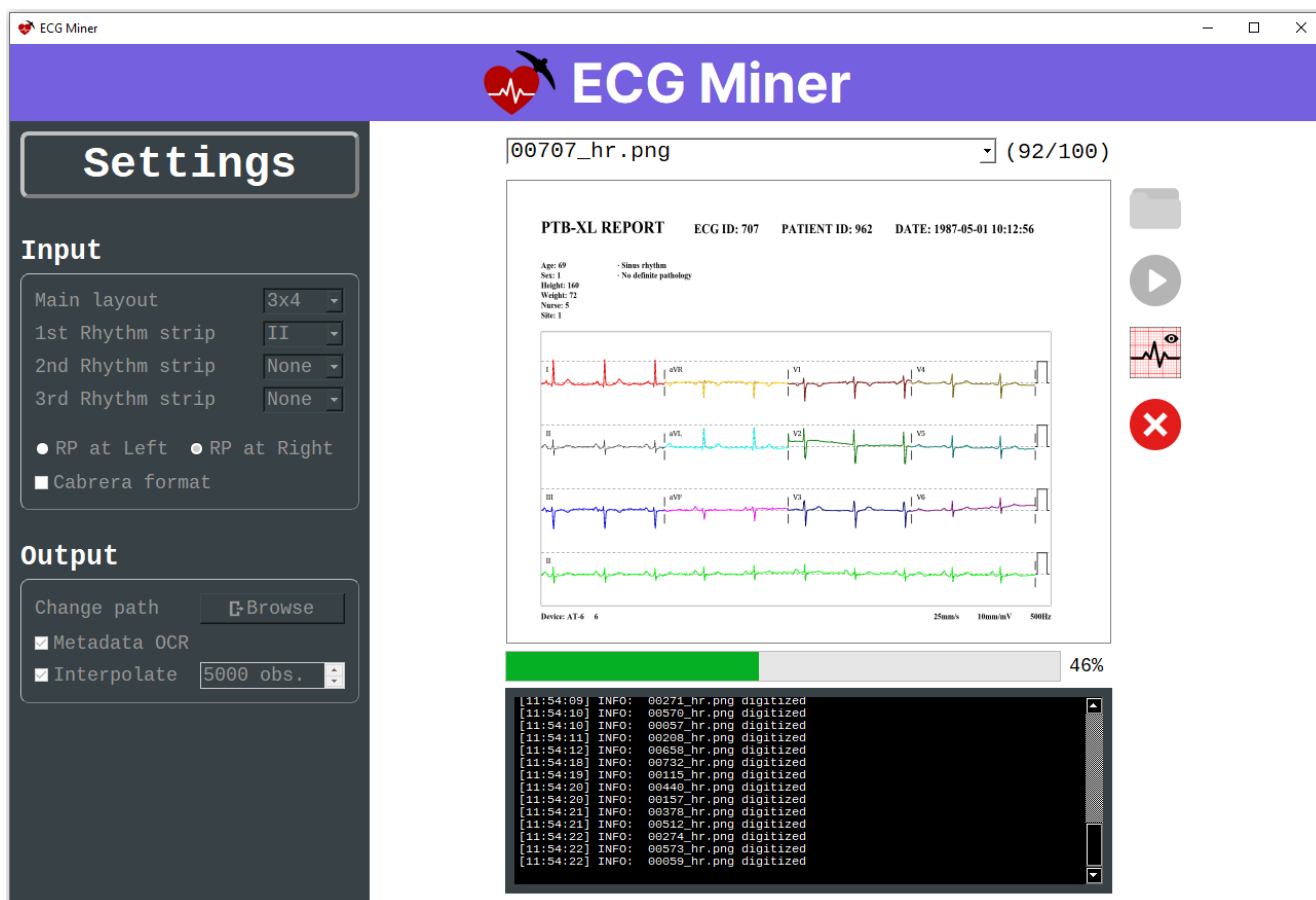 ECG Miner
ECG Miner
Settings
Input
Main layout 3x4
1st Rhythm strip II
2nd Rhythm strip None
3rd Rhythm strip None
RP at Left RP at Right
Cabrera format
Output
Change path Browse
Metadata OCR
Interpolate 5000 obs.
00707_hr.png (92/100)
PTB-XL REPORT ECG ID: 707 PATIENT ID: 962 DATE: 1987-05-01 10:12:56
Age: 69 - Sinus rhythm
Sex: 1 - No definite pathology
Height: 160
Weight: 72
Nurse: 5
Site: 1
I aVR V1 V4
II aVL V2 V5
III aVF V3 V6
II
Device: AT-6 6 25mm/s 10mm/mV 500Hz
46%
[11:54:09] INFO: 00271_hr.png digitized
[11:54:10] INFO: 00570_hr.png digitized
[11:54:10] INFO: 00057_hr.png digitized
[11:54:11] INFO: 00208_hr.png digitized
[11:54:12] INFO: 00658_hr.png digitized
[11:54:18] INFO: 00732_hr.png digitized
[11:54:19] INFO: 00115_hr.png digitized
[11:54:20] INFO: 00440_hr.png digitized
[11:54:20] INFO: 00157_hr.png digitized
[11:54:21] INFO: 00378_hr.png digitized
[11:54:21] INFO: 00512_hr.png digitized
[11:54:22] INFO: 00274_hr.png digitized
[11:54:22] INFO: 00573_hr.png digitized
[11:54:22] INFO: 00059_hr.png digitized